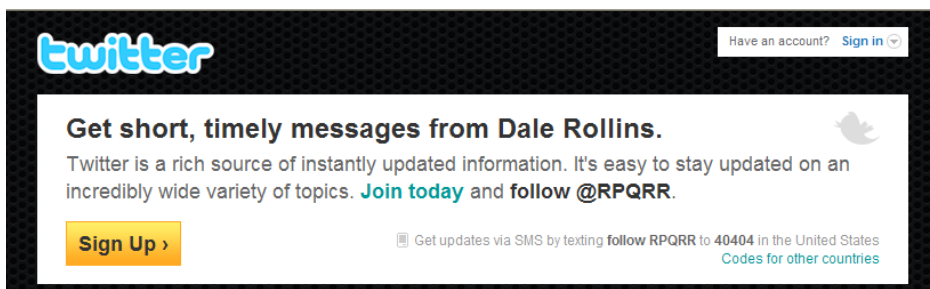 twitter
Have an account? Sign in
Get short, timely messages from Dale Rollins.
Twitter is a rich source of instantly updated information. It's easy to stay updated on an
incredibly wide variety of topics. Join today and follow @RPQRR.
Sign Up ›
Get updates via SMS by texting follow RPQRR to 40404 in the United States
Codes for other countries